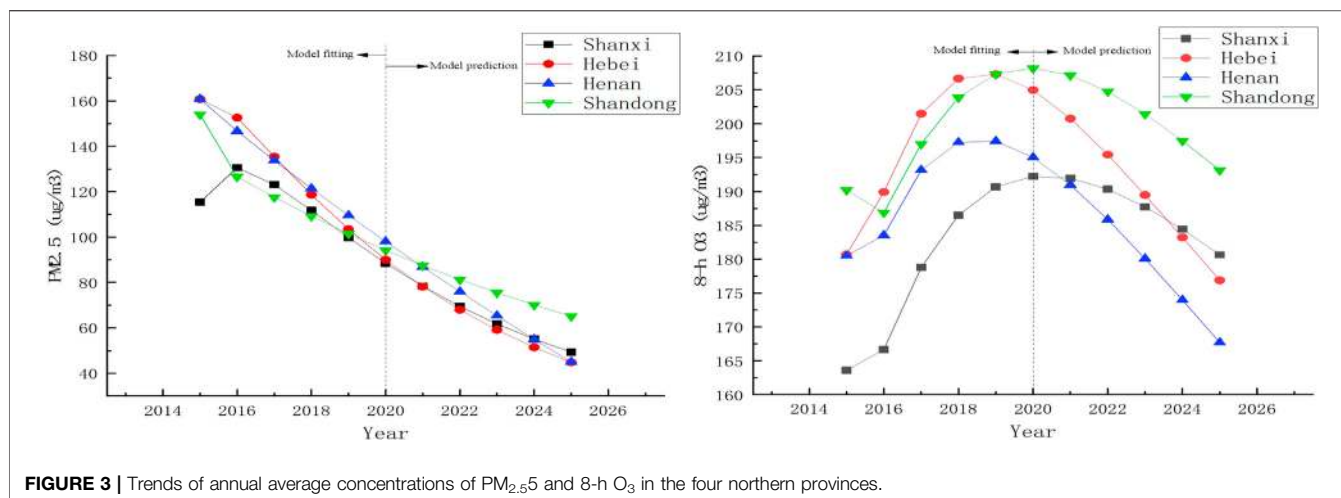 180
160
140
120
100
80
60
40
PM2.5 (ug/m3)
2014 2016 2018 2020 2022 2024 2026
Year
Model fitting
Model prediction
Shanxi
Hebei
Henan
Shandong
210
205
200
195
190
185
180
175
170
165
160
8-h O3 (ug/m3)
2014 2016 2018 2020 2022 2024 2026
Year
Model fitting
Model prediction
Shanxi
Hebei
Henan
Shandong
FIGURE 3 | Trends of annual average concentrations of PM2.55 and 8-h O3 in the four northern provinces.